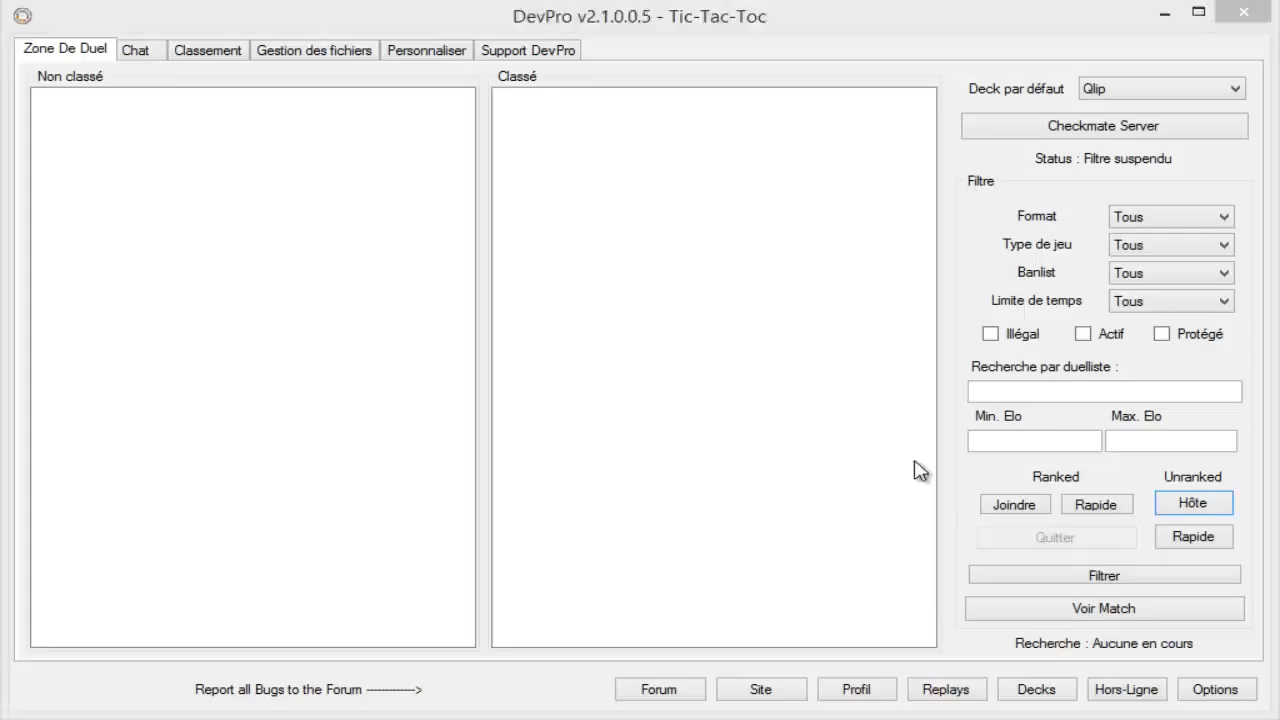 DevPro v2.1.0.0.5 - Tic-Tac-Toc
Zone De Duel Chat Classement Gestion des fichiers Personnaliser Support DevPro
Non classé
Classé
Deck par défaut Qlip
Checkmate Server
Status : Filtre suspendu
Filtre
Format Tous
Type de jeu Tous
Banlist Tous
Limite de temps Tous
Illégal Actif Protégé
Recherche par duelliste :
Min. Elo Max. Elo
Ranked Unranked
Joindre Rapide Hôte
Quitter Rapide
Filtrer
Voir Match
Recherche : Aucune en cours
Report all Bugs to the Forum ------------> Forum Site Profil Replays Decks Hors-Ligne Options